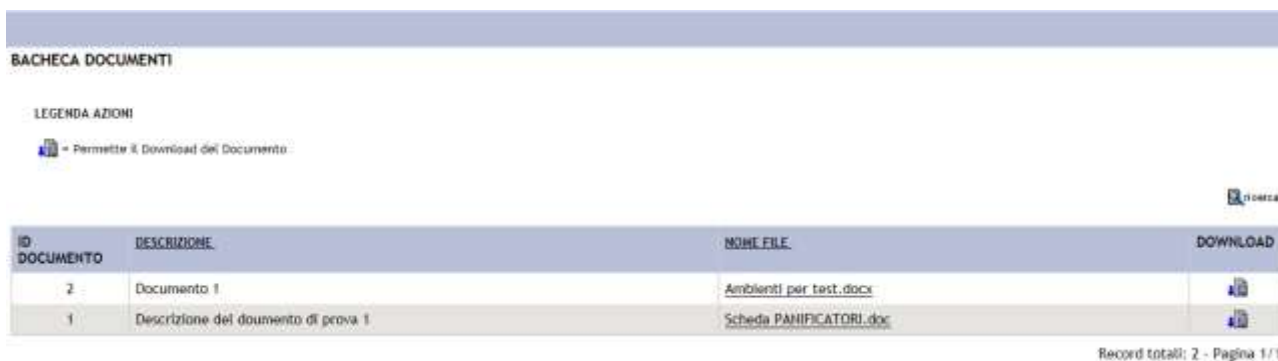 BACHECA DOCUMENTI
LEGENDA AZIONI
= Permette il Download del Documento
ricerca
ID DOCUMENTO DESCRIZIONE NOME FILE DOWNLOAD
2 Documento 1 Ambienti per test.docx
1 Descrizione del doumento di prova 1 Scheda PANIFICATORI.doc
Record totali: 2 - Pagina 1/1